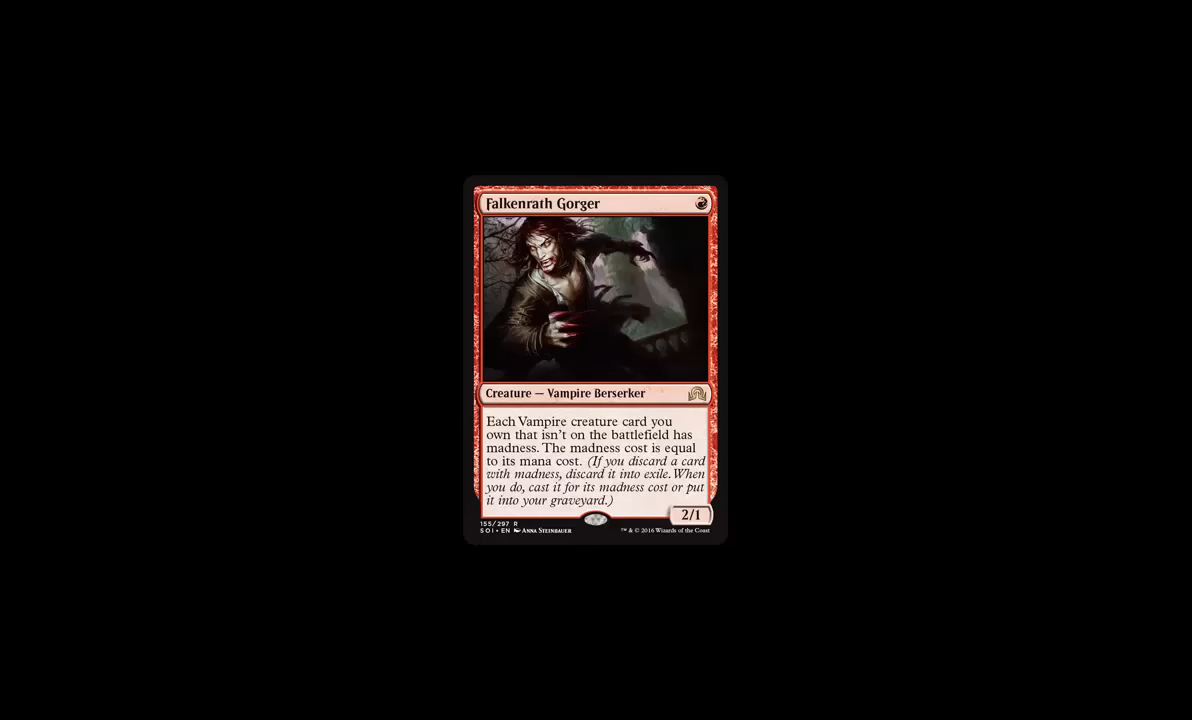 Falkenrath Gorger
Creature — Vampire Berserker
Each Vampire creature card you
own that isn't on the battlefield has
madness. The madness cost is equal
to its mana cost. (If you discard a card
with madness, discard it into exile. When
you do, cast it for its madness cost or put
it into your graveyard.)
2/1
155/297 R
SOI • EN Anna Steinbauer
™ & © 2016 Wizards of the Coast